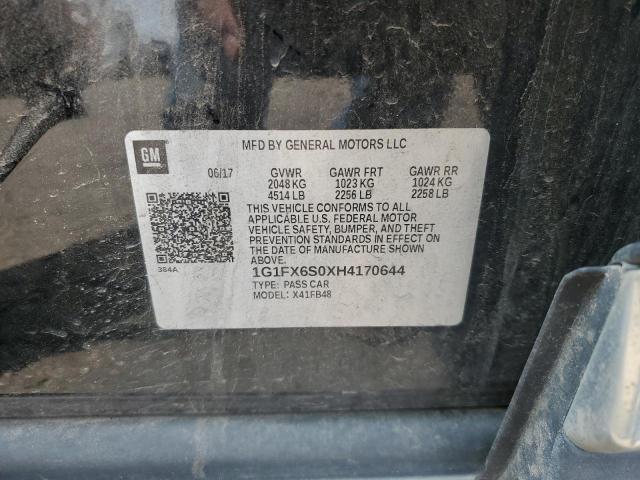 MFD BY GENERAL MOTORS LLC
GM
06/17 GVWR GAWR FRT GAWR RR
2048 KG 1023 KG 1024 KG
4514 LB 2256 LB 2258 LB
THIS VEHICLE CONFORMS TO ALL
APPLICABLE U.S. FEDERAL MOTOR
VEHICLE SAFETY, BUMPER, AND THEFT
PREVENTION STANDARDS IN EFFECT ON
THE DATE OF MANUFACTURE SHOWN
ABOVE.
384A
1G1FX6S0XH4170644
TYPE: PASS CAR
MODEL: X41FB48